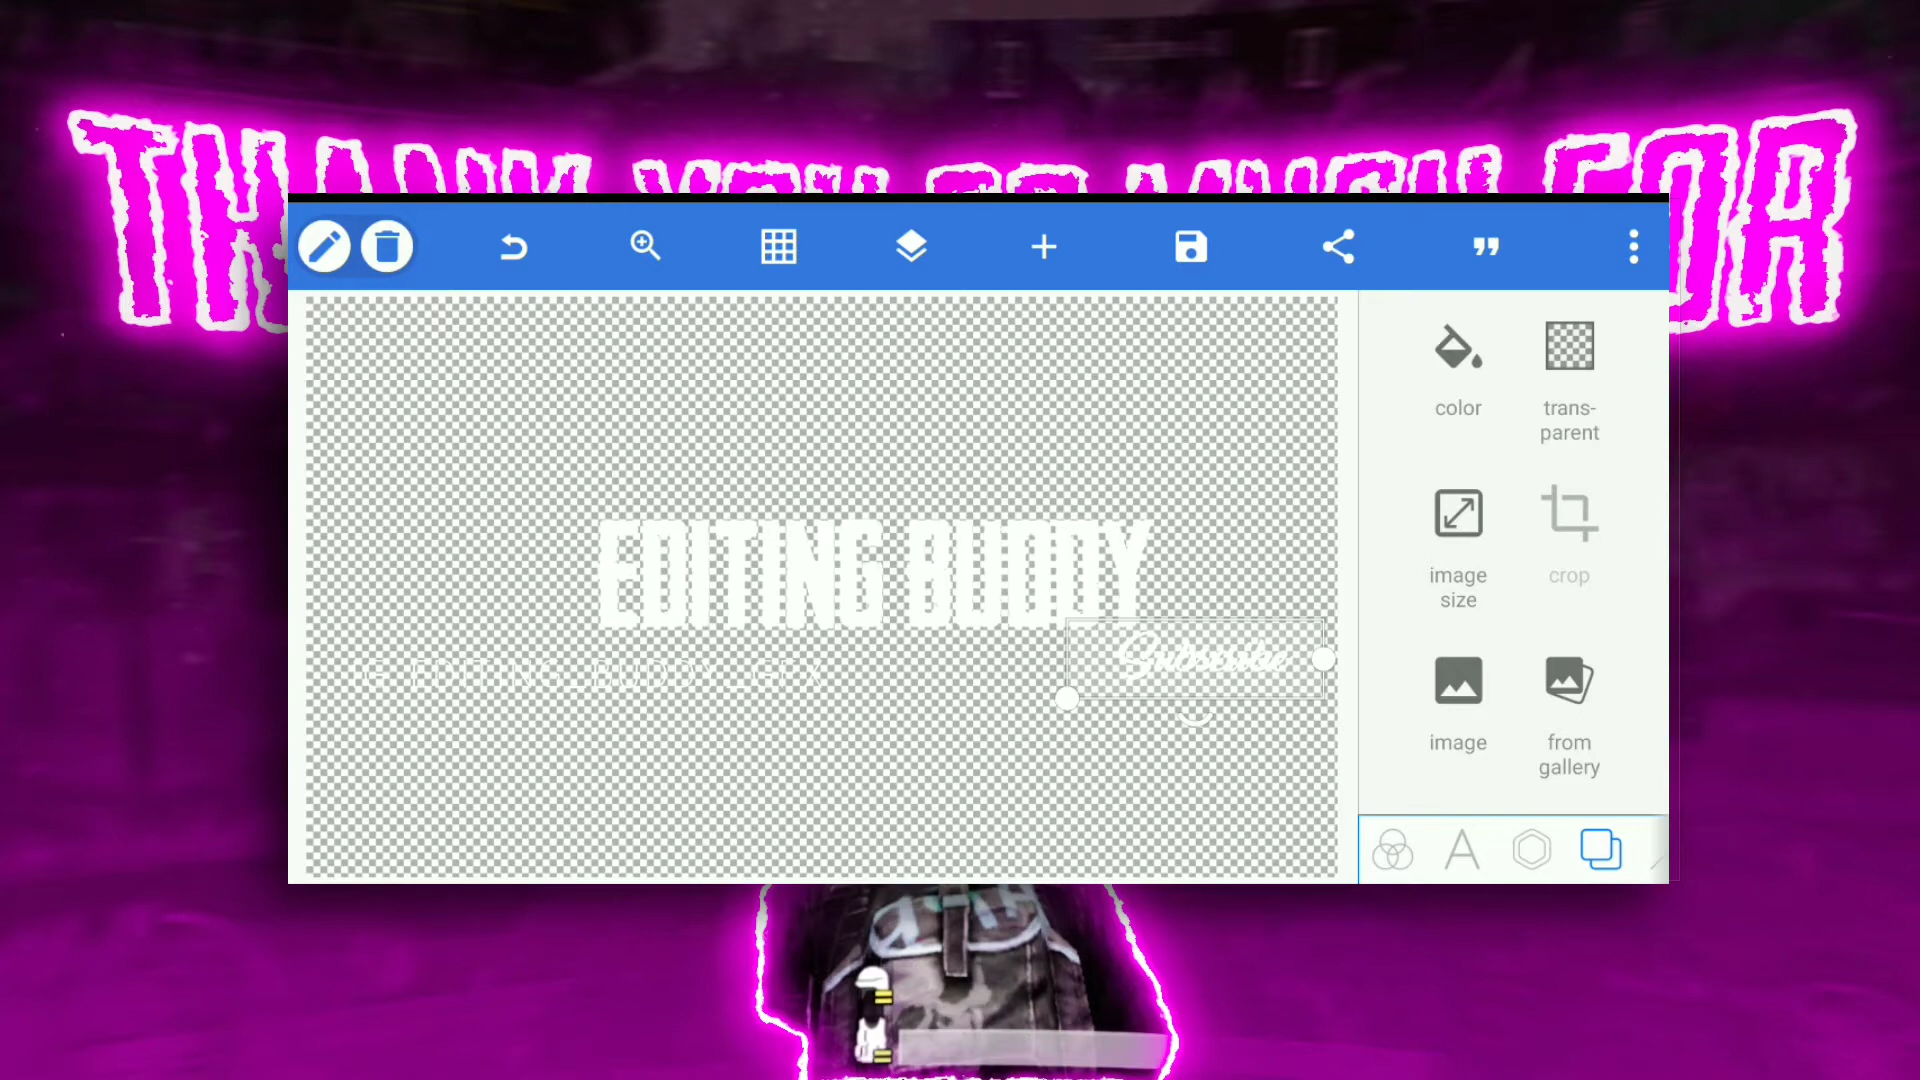 THANK YOU SO MUCH FOR
color
trans-
parent
EDITING BUDDY
image
size
crop
Subscribe
IG EDITING_BUDDY_GFX
image
from
gallery